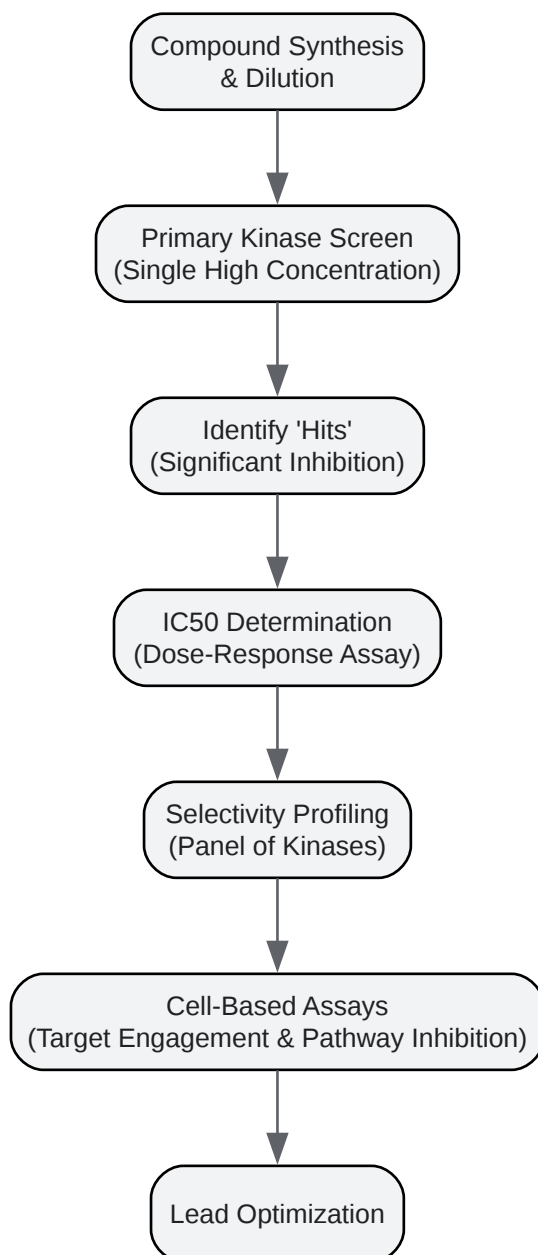 Compound Synthesis
& Dilution
Primary Kinase Screen
(Single High Concentration)
Identify 'Hits'
(Significant Inhibition)
IC50 Determination
(Dose-Response Assay)
Selectivity Profiling
(Panel of Kinases)
Cell-Based Assays
(Target Engagement & Pathway Inhibition)
Lead Optimization